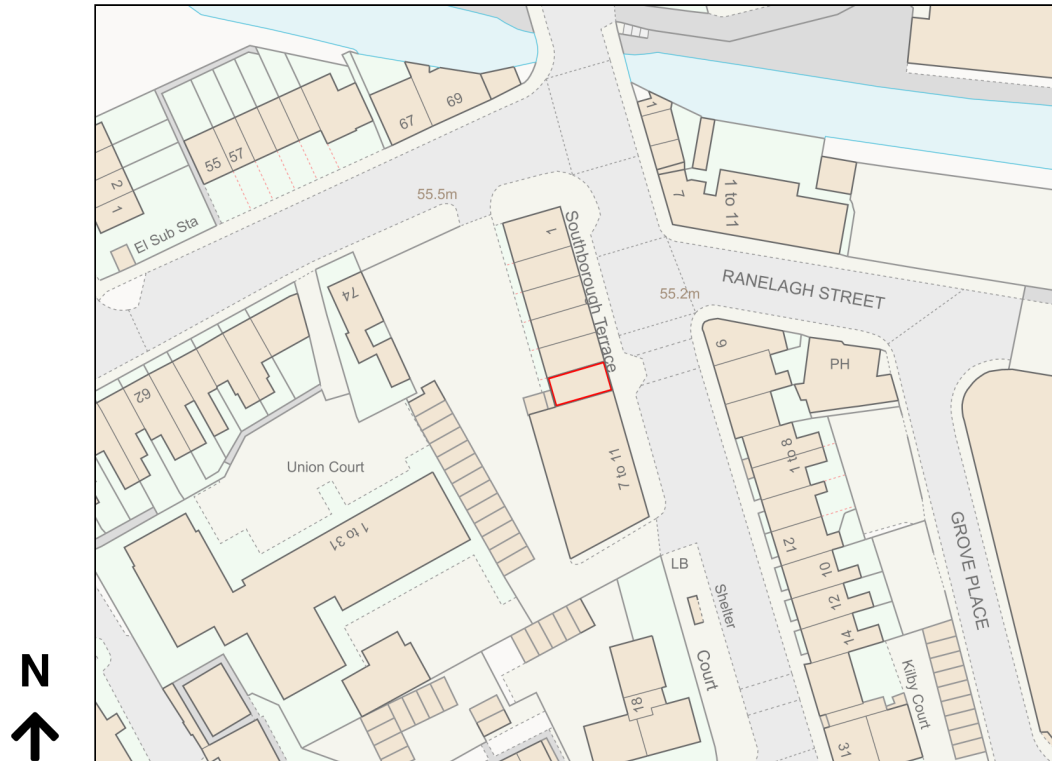 1
69
67
55 57
2
1
El Sub Sta
55.5m
1
7
1 to 11
Southborough Terrace
1
RANELAGH STREET
55.2m
74
62
9
PH
Union Court
1 to 31
7 to 11
1 to 8
21
10
12
14
GROVE PLACE
LB
Shelter
Court
18
Kilby Court
31
N